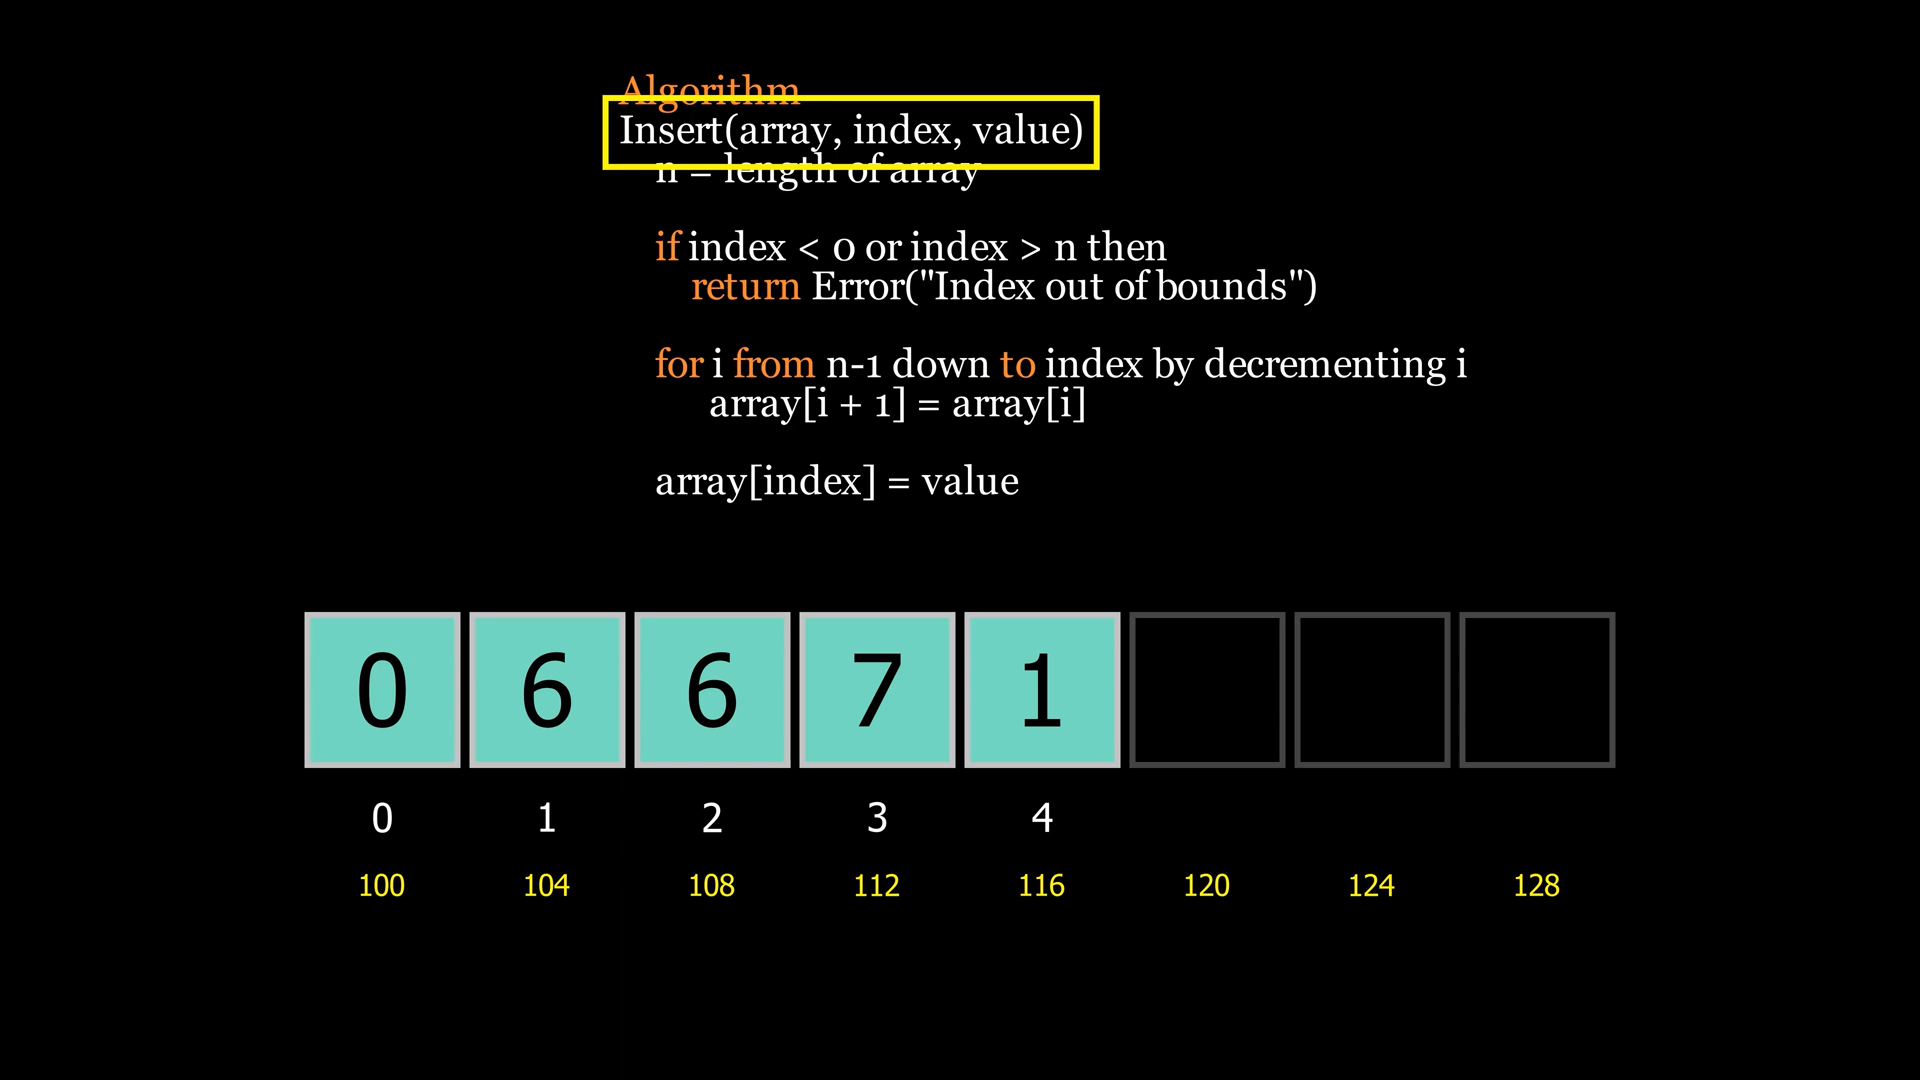 Algorithm
Insert(array, index, value)
n = length of array
if index < 0 or index > n then
return Error("Index out of bounds")
for i from n-1 down to index by decrementing i
array[i + 1] = array[i]
array[index] = value
0 6 6 7 1
0 1 2 3 4
100 104 108 112 116 120 124 128